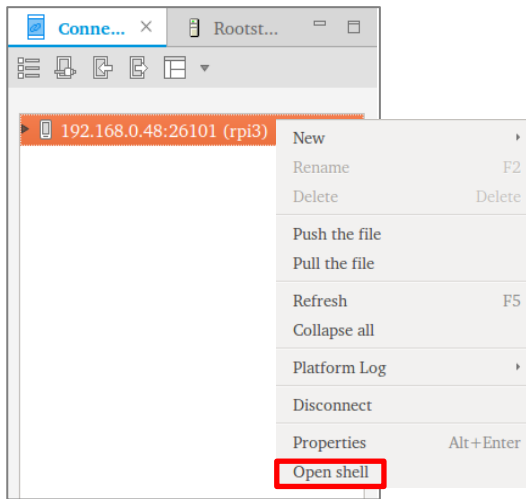 Conne...
Rootst...
192.168.0.48:26101 (rpi3)
New
Rename F2
Delete Delete
Push the file
Pull the file
Refresh F5
Collapse all
Platform Log
Disconnect
Properties Alt+Enter
Open shell